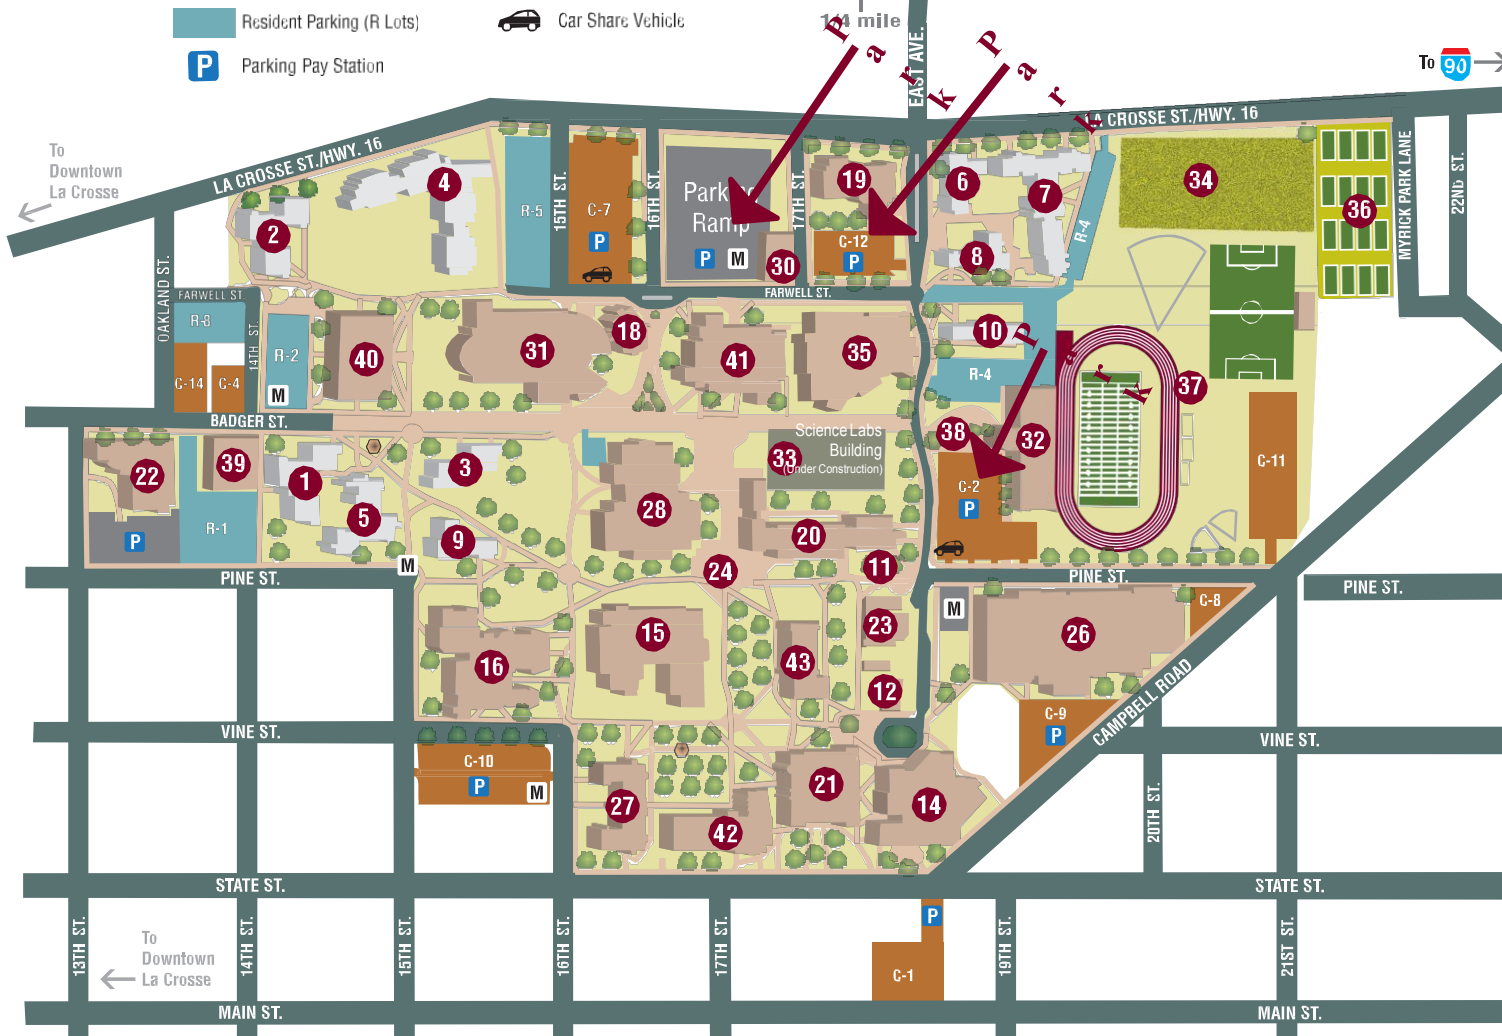 Resident Parking (R Lots)
Car Share Vehicle
1/4 mile
P Parking Pay Station
To 90
Park
Park
EAST AVE.
LA CROSSE ST./HWY. 16
LA CROSSE ST./HWY. 16
To
Downtown
La Crosse
4
2
R-5
15TH ST.
C-7
P
16TH ST.
Parking
Ramp
P M
30
17TH ST.
19
C-12
P
6
7
8
R-4
34
36
MYRICK PARK LANE
22ND ST.
FARWELL ST.
FARWELL ST.
OAKLAND ST.
R-8
14TH ST.
C-14
C-4
R-2
M
40
31
18
41
35
10
R-4
Park
37
BADGER ST.
22
39
P
R-1
1
5
3
9
M
28
Science Labs
Building
(Under Construction)
33
20
24
11
38
32
C-2
P
C-11
PINE ST.
PINE ST.
PINE ST.
16
15
43
23
12
M
26
C-8
C-9
P
CAMPBELL ROAD
VINE ST.
VINE ST.
C-10
P
M
27
42
21
14
20TH ST.
STATE ST.
STATE ST.
13TH ST.
To
Downtown
La Crosse
14TH ST.
15TH ST.
16TH ST.
17TH ST.
P
C-1
19TH ST.
21ST ST.
MAIN ST.
MAIN ST.